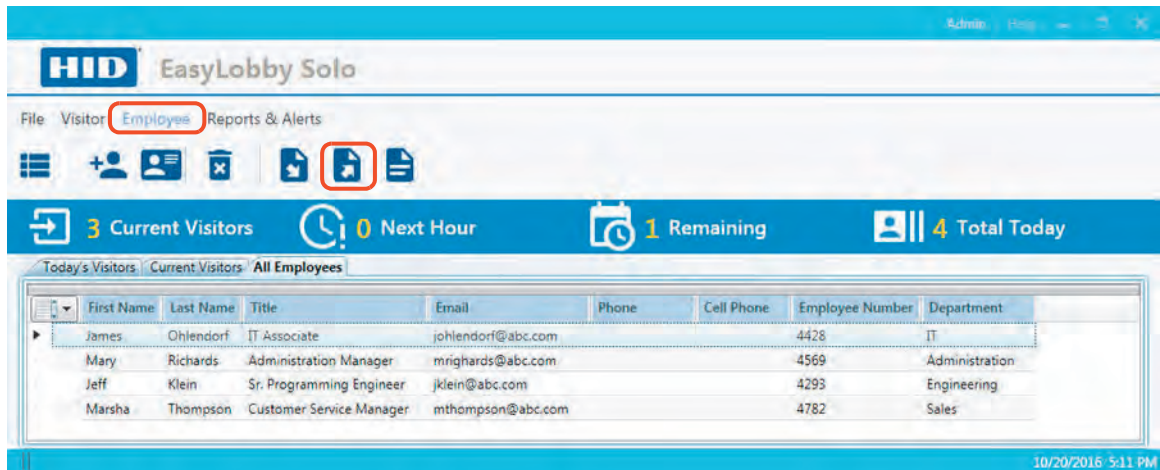 Admin Help
HID EasyLobby Solo
File Visitor Employee Reports & Alerts
3 Current Visitors 0 Next Hour 1 Remaining 4 Total Today
Today's Visitors Current Visitors All Employees
First Name Last Name Title Email Phone Cell Phone Employee Number Department
James Ohlendorf IT Associate johlendorf@abc.com 4428 IT
Mary Richards Administration Manager mrighards@abc.com 4569 Administration
Jeff Klein Sr. Programming Engineer jklein@abc.com 4293 Engineering
Marsha Thompson Customer Service Manager mthompson@abc.com 4782 Sales
10/20/2016 5:11 PM